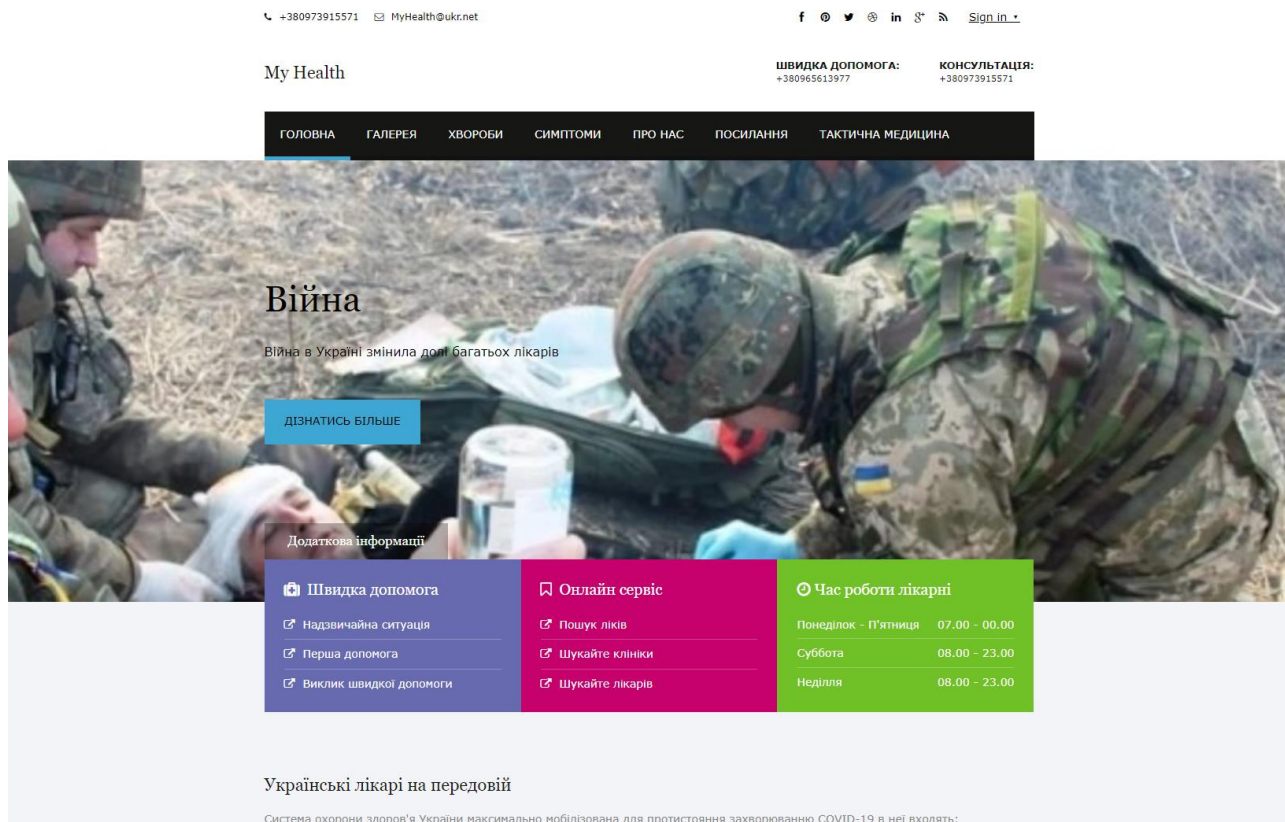 +380973915571 MyHealth@ukr.net Sign in
My Health
ШВИДКА ДОПОМОГА: КОНСУЛЬТАЦІЯ:
+380965613977 +380973915571
ГОЛОВНА ГАЛЕРЕЯ ХВОРОБИ СИМПТОМИ ПРО НАС ПОСИЛАННЯ ТАКТИЧНА МЕДИЦИНА
Війна
Війна в Україні змінила долі багатьох лікарів
ДІЗНАТИСЬ БІЛЬШЕ
Додаткова інформації
Швидка допомога
Надзвичайна ситуація
Перша допомога
Виклик швидкої допомоги
Онлайн сервіс
Пошук ліків
Шукайте клініки
Шукайте лікарів
Час роботи лікарні
Понеділок - П'ятниця 07.00 - 00.00
Суббота 08.00 - 23.00
Неділля 08.00 - 23.00
Українські лікарі на передовій
Система охорони здоров'я України максимально мобілізована для протистояння захворюванню COVID-19 в неї входять: